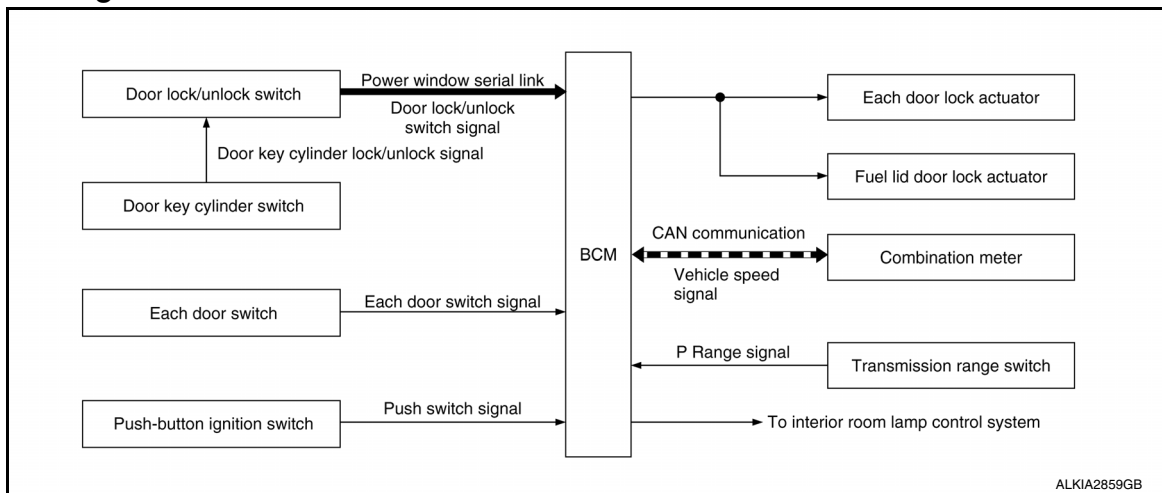 Door lock/unlock switch
Power window serial link
Door lock/unlock
switch signal
Door key cylinder lock/unlock signal
Door key cylinder switch
Each door switch
Each door switch signal
Push-button ignition switch
Push switch signal
BCM
Each door lock actuator
Fuel lid door lock actuator
CAN communication
Vehicle speed
signal
Combination meter
P Range signal
Transmission range switch
To interior room lamp control system
ALKIA2859GB